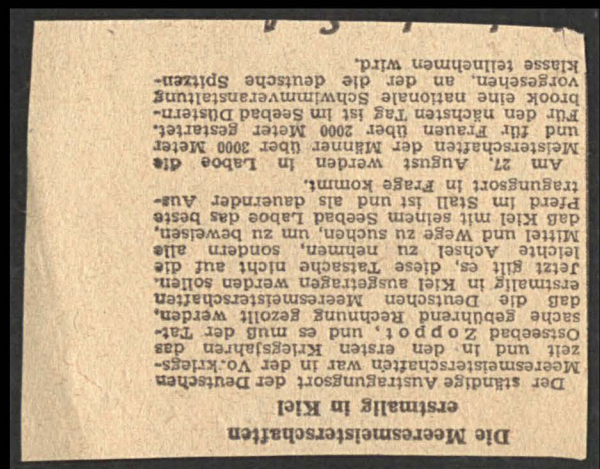 Die Meeresmeisterschaften
erstmalig in Kiel
Der ständige Austragungsort der Deutschen
Meeresmeisterschaften war in der Vorkriegs-
zeit und in den ersten Kriegsjahren das
Ostseebad Zoppot, und es muß der Tat-
sache gebührend Rechnung gezollt werden,
daß die Deutschen Meeresmeisterschaften
erstmalig in Kiel ausgetragen werden sollen.
Jetzt gilt es, diese Tatsache nicht auf die
leichte Achsel zu nehmen, sondern alle
Mittel und Wege zu suchen, um zu beweisen,
daß Kiel mit seinem Seebad Laboe das beste
Pferd im Stall ist und als dauernder Aus-
tragungsort in Frage kommt.
Am 27. August werden in Laboe die
Meisterschaften der Männer über 3000 Meter
und für Frauen über 2000 Meter gestartet.
Für den nächsten Tag ist im Seebad Düstern-
brook eine nationale Schwimmveranstaltung
vorgesehen, an der die deutsche Spitzen-
klasse teilnehmen wird.